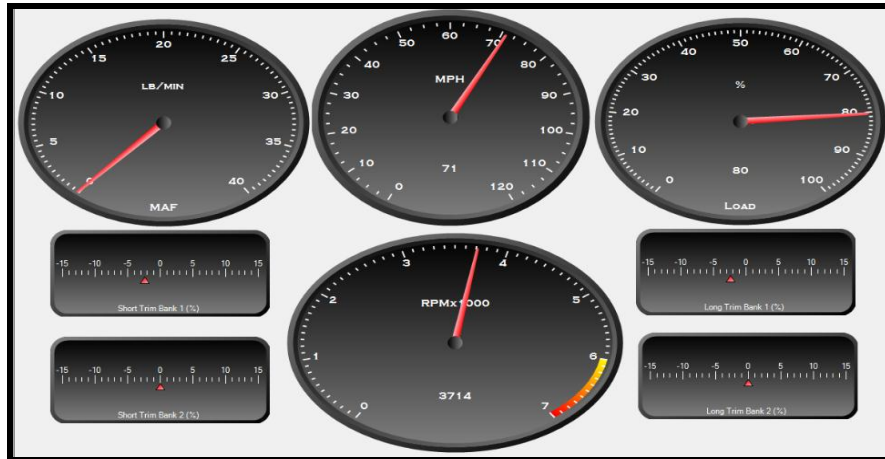 LB/MIN
0 5 10 15 20 25 30 35 40
MAF
MPH
0 10 20 30 40 50 60 70 80 90 100 110 120
71
%
0 10 20 30 40 50 60 70 80 90 100
80
LOAD
-15 -10 -5 0 5 10 15
Short Trim Bank 1 (%)
-15 -10 -5 0 5 10 15
Short Trim Bank 2 (%)
RPMx1000
0 1 2 3 4 5 6 7
3714
-15 -10 -5 0 5 10 15
Long Trim Bank 1 (%)
-15 -10 -5 0 5 10 15
Long Trim Bank 2 (%)